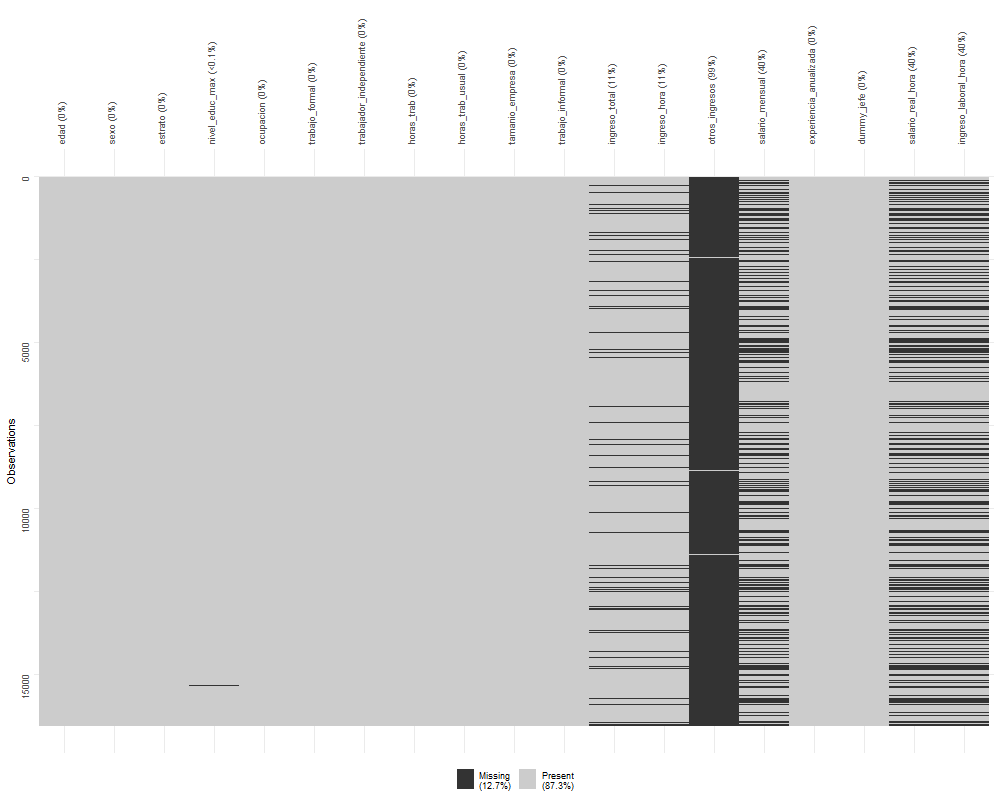 edad (0%)
sexo (0%)
estrato (0%)
nivel_educ_max (<0.1%)
ocupacion (0%)
trabajo_formal (0%)
trabajador_independiente (0%)
horas_trab (0%)
horas_trab_usual (0%)
tamanio_empresa (0%)
trabajo_informal (0%)
ingreso_total (11%)
ingreso_hora (11%)
otros_ingresos (99%)
salario_mensual (40%)
experiencia_anualizada (0%)
dummy_jefe (0%)
salario_real_hora (40%)
ingreso_laboral_hora (40%)
0
5000
10000
15000
Observations
Missing
(12.7%)
Present
(87.3%)